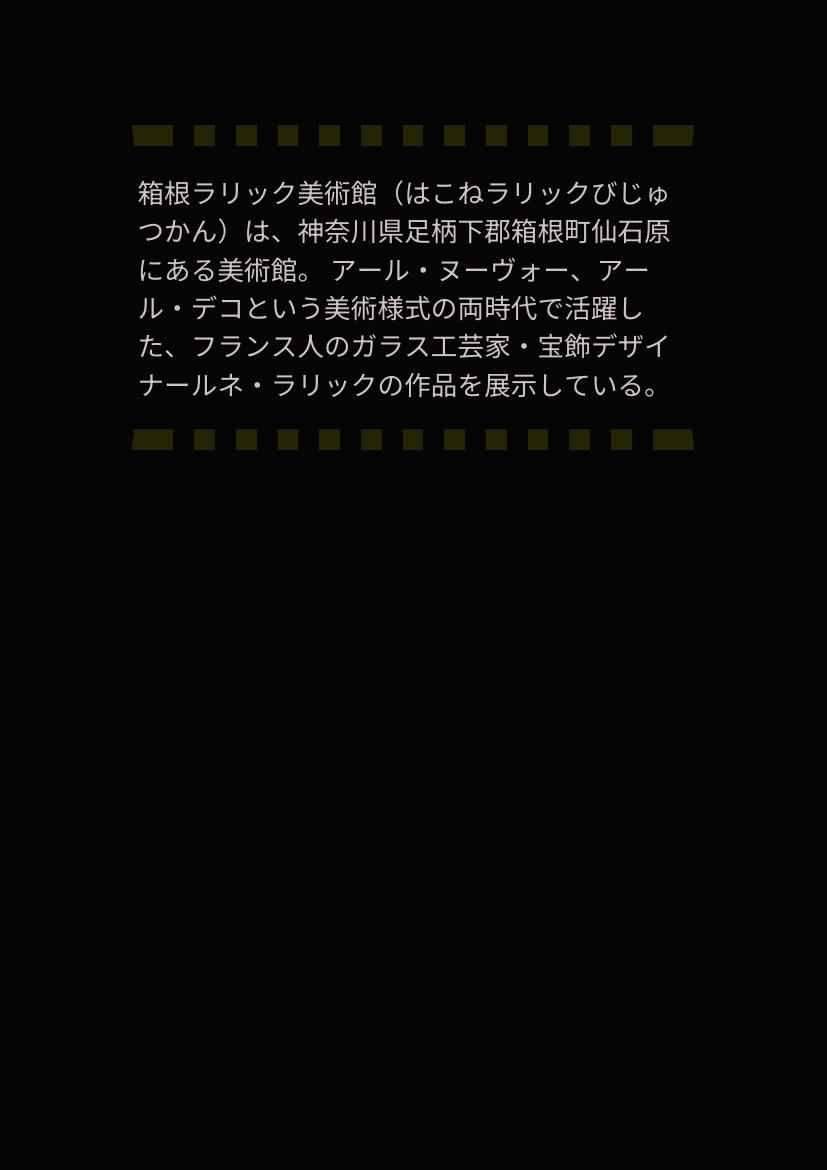 箱根ラリック美術館（はこねラリックびじゅ
つかん）は、神奈川県足柄下郡箱根町仙石原
にある美術館。 アール・ヌーヴォー、アー
ル・デコという美術様式の両時代で活躍し
た、フランス人のガラス工芸家・宝飾デザイ
ナールネ・ラリックの作品を展示している。